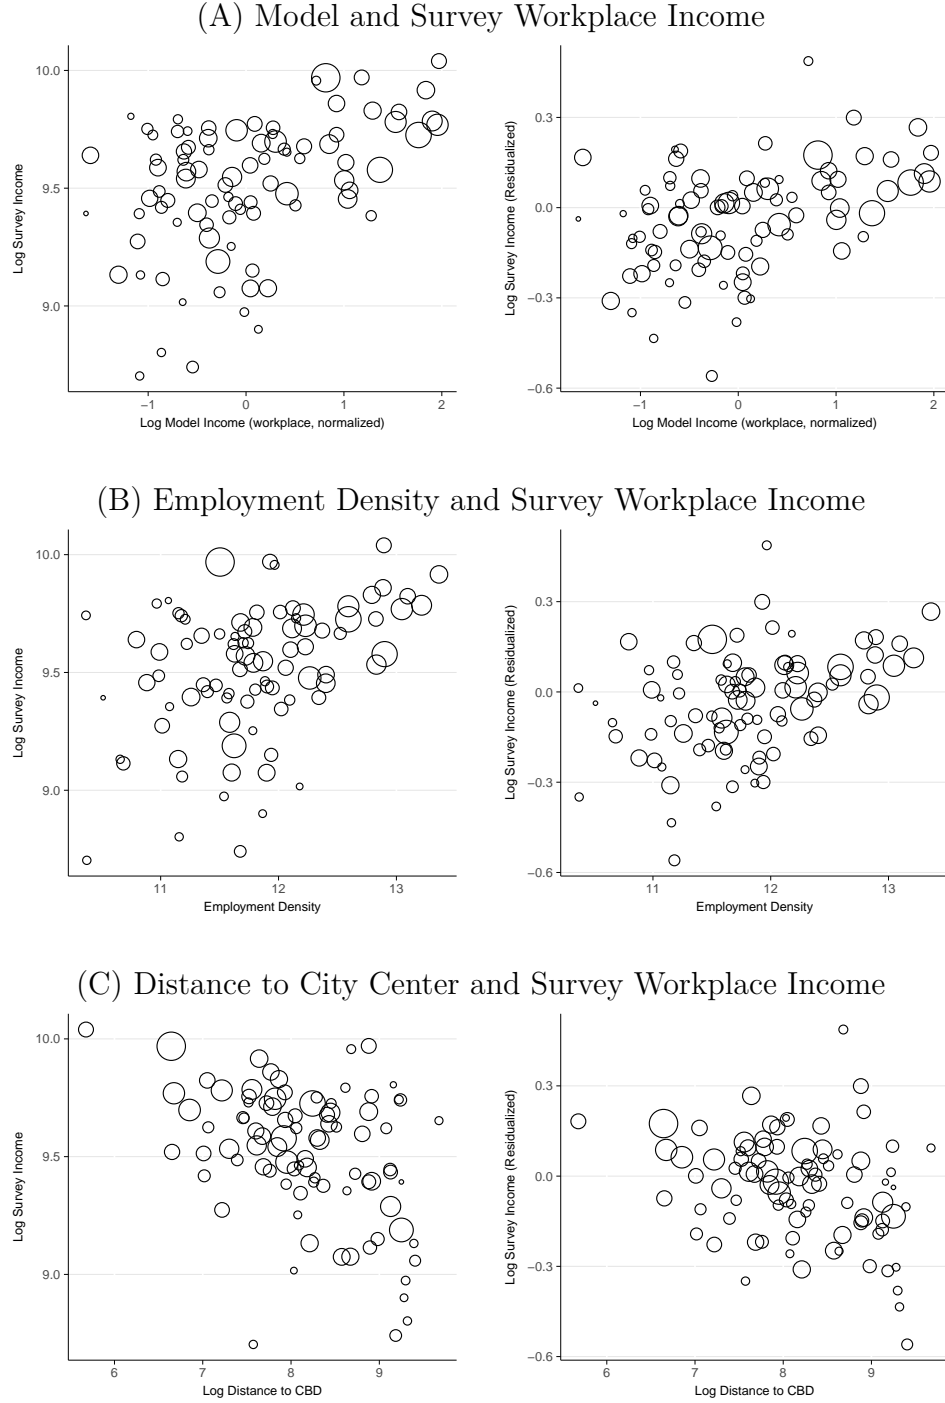 (A) Model and Survey Workplace Income
Log Survey Income
10.0
9.5
9.0
−1
0
1
2
Log Model Income (workplace, normalized)
Log Survey Income (Residualized)
0.3
0.0
−0.3
−0.6
−1
0
1
2
Log Model Income (workplace, normalized)
(B) Employment Density and Survey Workplace Income
Log Survey Income
10.0
9.5
9.0
11
12
13
Employment Density
Log Survey Income (Residualized)
0.3
0.0
−0.3
−0.6
11
12
13
Employment Density
(C) Distance to City Center and Survey Workplace Income
Log Survey Income
10.0
9.5
9.0
6
7
8
9
Log Distance to CBD
Log Survey Income (Residualized)
0.3
0.0
−0.3
−0.6
6
7
8
9
Log Distance to CBD